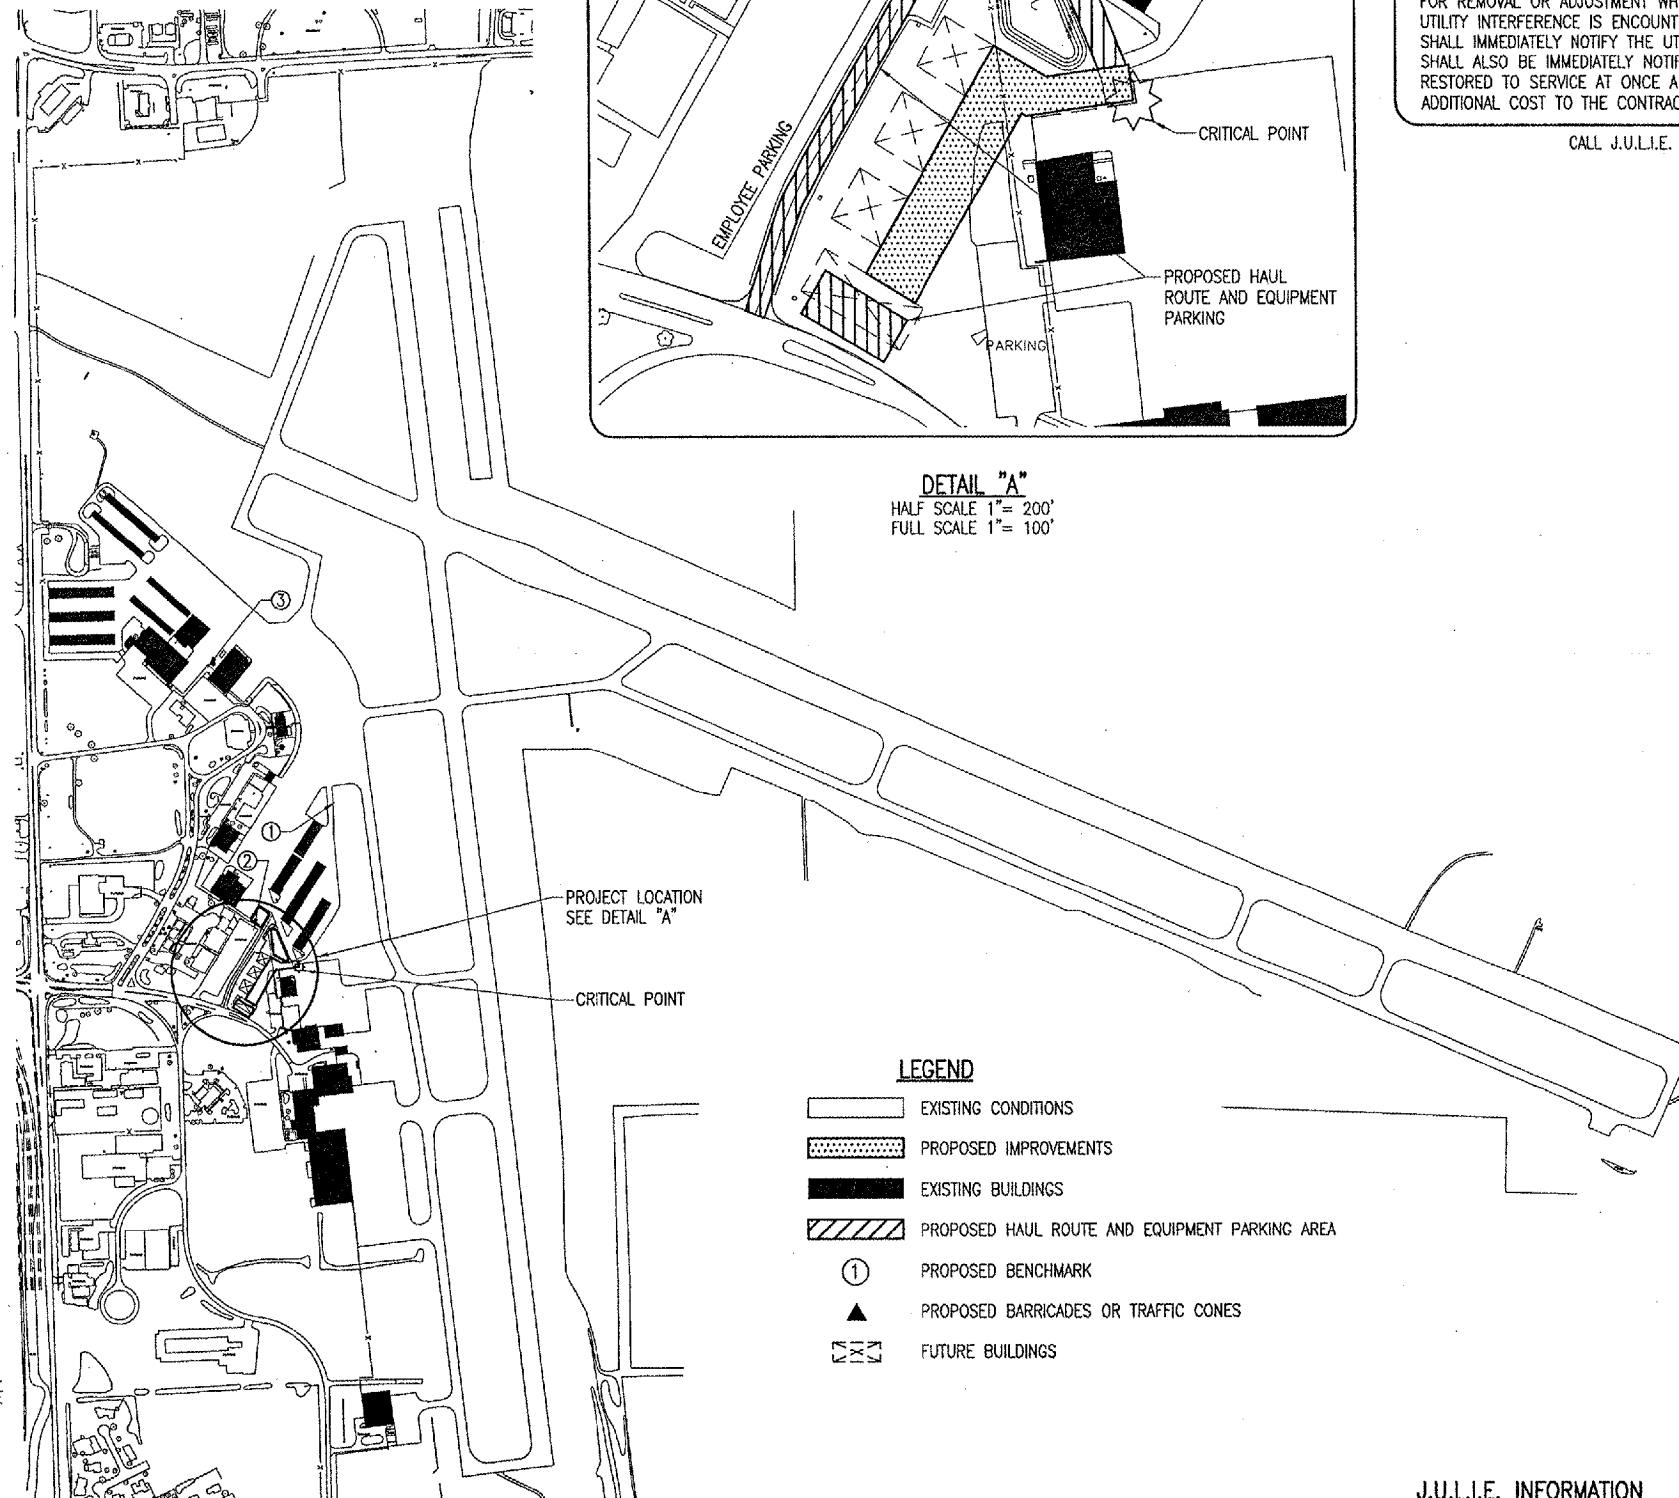 FOR REMOVAL OR ADJUSTMENT WH
UTILITY INTERFERENCE IS ENCOUNT
SHALL IMMEDIATELY NOTIFY THE UT
SHALL ALSO BE IMMEDIATELY NOTIF
RESTORED TO SERVICE AT ONCE A
ADDITIONAL COST TO THE CONTRAC
CALL J.U.L.I.E.
EMPLOYEE PARKING
CRITICAL POINT
PROPOSED HAUL
ROUTE AND EQUIPMENT
PARKING
PARKING
DETAIL "A"
HALF SCALE 1"= 200'
FULL SCALE 1"= 100'
3
1
2
PROJECT LOCATION
SEE DETAIL "A"
CRITICAL POINT
LEGEND
EXISTING CONDITIONS
PROPOSED IMPROVEMENTS
EXISTING BUILDINGS
PROPOSED HAUL ROUTE AND EQUIPMENT PARKING AREA
1 PROPOSED BENCHMARK
PROPOSED BARRICADES OR TRAFFIC CONES
FUTURE BUILDINGS
J.U.L.I.E. INFORMATION